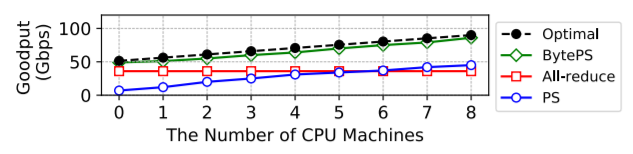 Goodput
(Gbps)
100
50
0
0 1 2 3 4 5 6 7 8
The Number of CPU Machines
Optimal
BytePS
All-reduce
PS